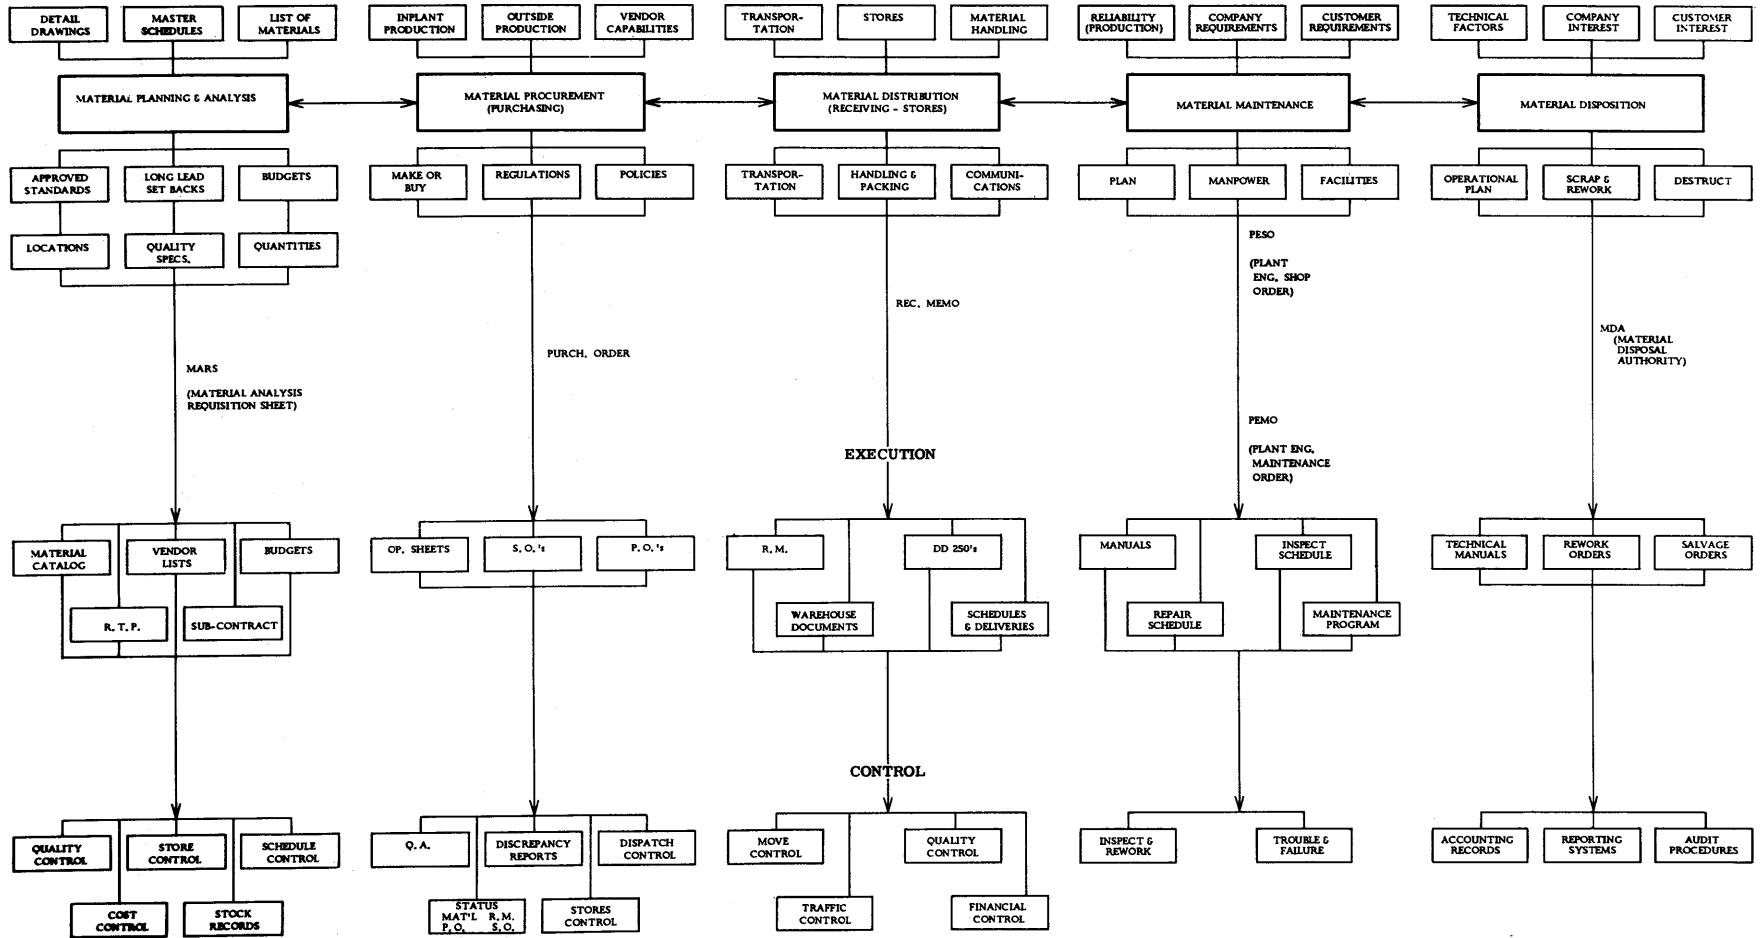 DETAIL
DRAWINGS
MASTER
SCHEDULES
LIST OF
MATERIALS
INPLANT
PRODUCTION
OUTSIDE
PRODUCTION
VENDOR
CAPABILITIES
TRANSPOR-
TATION
STORES
MATERIAL
HANDLING
RELIABILITY
(PRODUCTION)
COMPANY
REQUIREMENTS
CUSTOMER
REQUIREMENTS
TECHNICAL
FACTORS
COMPANY
INTEREST
CUSTOMER
INTEREST
MATERIAL PLANNING & ANALYSIS
MATERIAL PROCUREMENT
(PURCHASING)
MATERIAL DISTRIBUTION
(RECEIVING - STORES)
MATERIAL MAINTENANCE
MATERIAL DISPOSITION
APPROVED
STANDARDS
LONG LEAD
SET BACKS
BUDGETS
MAKE OR
BUY
REGULATIONS
POLICIES
TRANSPOR-
TATION
HANDLING &
PACKING
COMMUNI-
CATIONS
PLAN
MANPOWER
FACILITIES
OPERATIONAL
PLAN
SCRAP &
REWORK
DESTRUCT
LOCATIONS
QUALITY
SPECS.
QUANTITIES
MARS
(MATERIAL ANALYSIS
REQUISITION SHEET)
PURCH. ORDER
REC. MEMO
PESO
(PLANT
ENG. SHOP
ORDER)
PEMO
(PLANT ENG.
MAINTENANCE
ORDER)
MDA
(MATERIAL
DISPOSAL
AUTHORITY)
EXECUTION
MATERIAL
CATALOG
VENDOR
LISTS
BUDGETS
R. T. P.
SUB-CONTRACT
OP. SHEETS
S. O. 's
P. O. 's
R. M.
DD 250's
WAREHOUSE
DOCUMENTS
SCHEDULES
& DELIVERIES
MANUALS
INSPECT
SCHEDULE
REPAIR
SCHEDULE
MAINTENANCE
PROGRAM
TECHNICAL
MANUALS
REWORK
ORDERS
SALVAGE
ORDERS
CONTROL
QUALITY
CONTROL
STORE
CONTROL
SCHEDULE
CONTROL
COST
CONTROL
STOCK
RECORDS
Q. A.
DISCREPANCY
REPORTS
DISPATCH
CONTROL
STATUS
MAT'L R. M.
P. O. S. O.
STORES
CONTROL
MOVE
CONTROL
QUALITY
CONTROL
TRAFFIC
CONTROL
FINANCIAL
CONTROL
INSPECT &
REWORK
TROUBLE &
FAILURE
ACCOUNTING
RECORDS
REPORTING
SYSTEMS
AUDIT
PROCEDURES